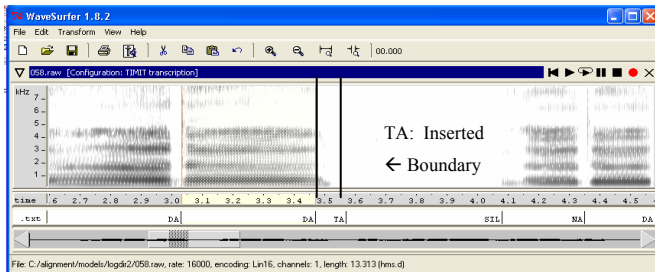 WaveSurfer 1.8.2
File Edit Transform View Help
00.000
058.raw [Configuration: TIMIT transcription]
kHz
7
6
5
4
3
2
1
TA: Inserted
← Boundary
time .6 2.7 2.8 2.9 3.0 3.1 3.2 3.3 3.4 3.5 3.6 3.7 3.8 3.9 4.0 4.1 4.2 4.3 4.4 4.5
.txt DA DA TA SIL NA DA
File: C:/alignment/models/logdir2/058.raw, rate: 16000, encoding: Lin16, channels: 1, length: 13.313 (hms.d)